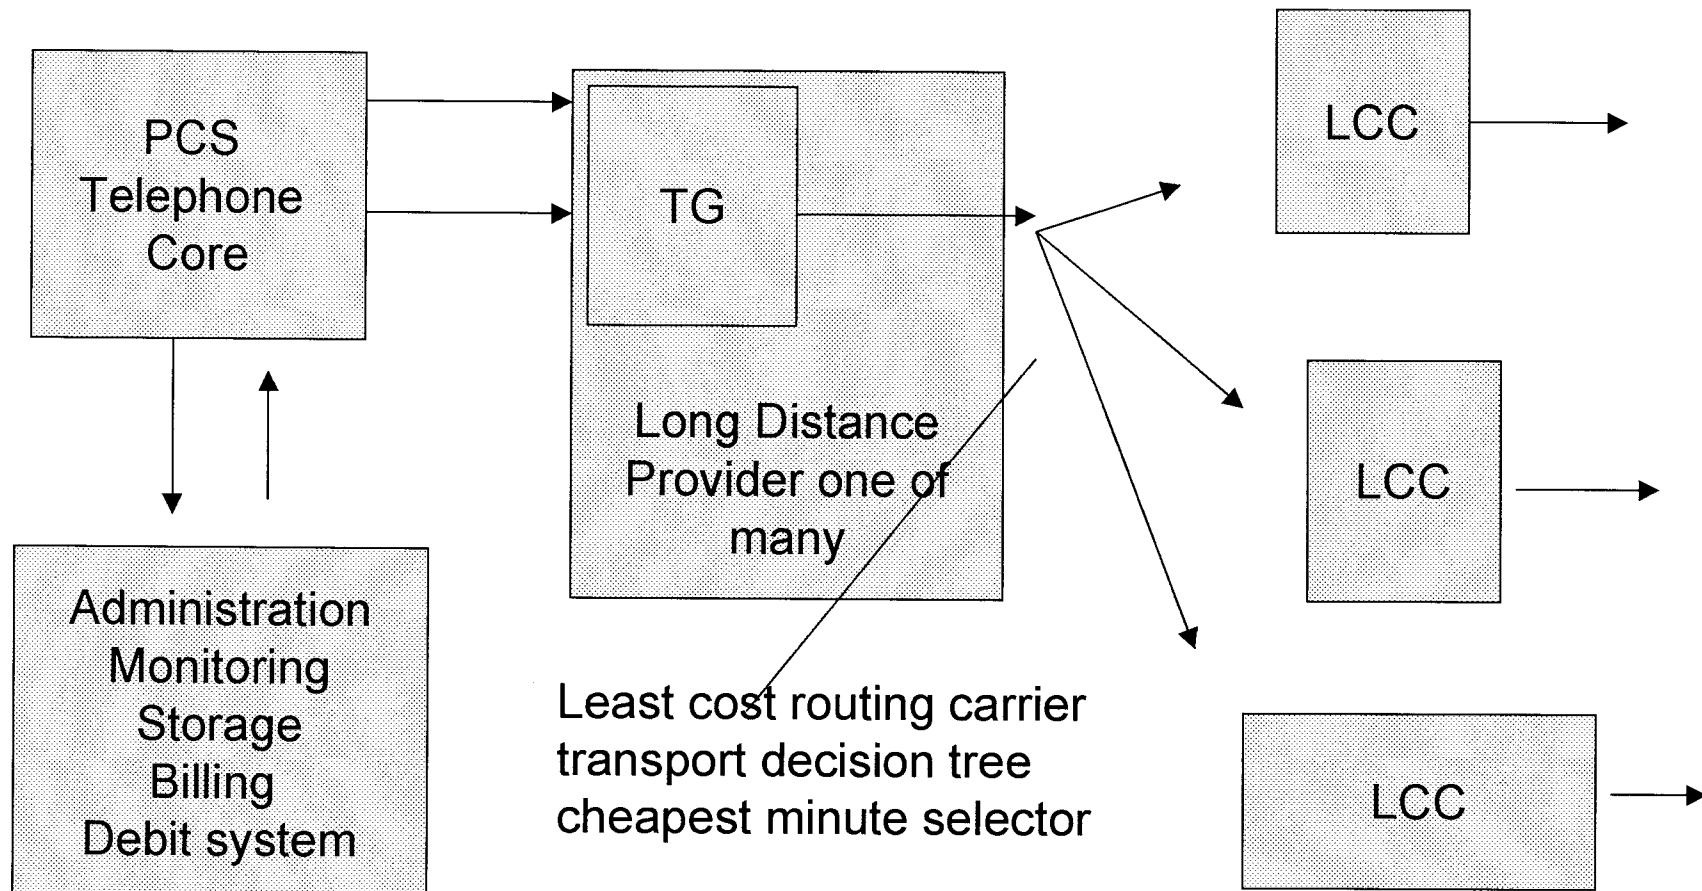 PCS
Telephone
Core
TG
Long Distance
Provider one of
many
LCC
LCC
LCC
Administration
Monitoring
Storage
Billing
Debit system
Least cost routing carrier
transport decision tree
cheapest minute selector